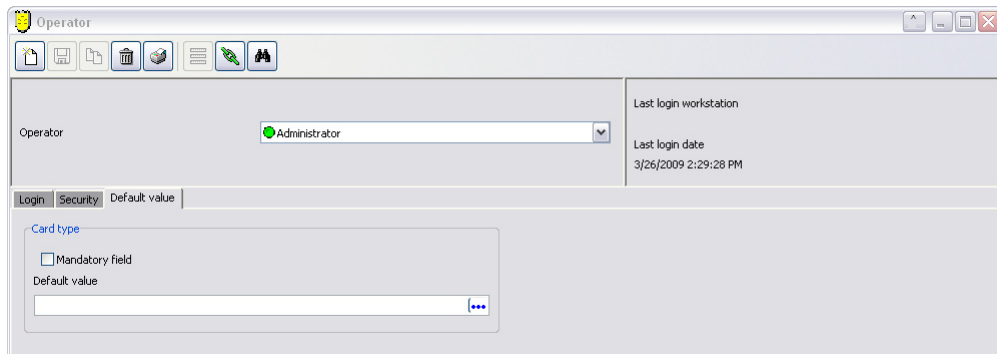 Operator
Last login workstation
Operator
Administrator
Last login date
3/26/2009 2:29:28 PM
Login Security Default value
Card type
Mandatory field
Default value